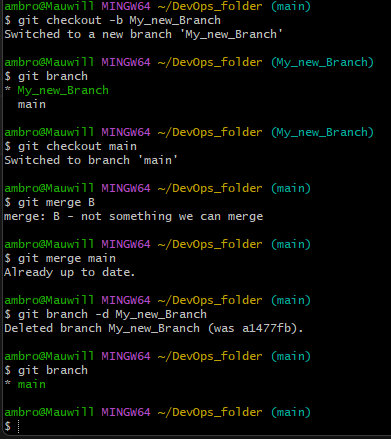 ambro@Mauwill MINGW64 ~/DevOps_folder (main)
$ git checkout -b My_new_Branch
Switched to a new branch 'My_new_Branch'
ambro@Mauwill MINGW64 ~/DevOps_folder (My_new_Branch)
$ git branch
* My_new_Branch
  main
ambro@Mauwill MINGW64 ~/DevOps_folder (My_new_Branch)
$ git checkout main
Switched to branch 'main'
ambro@Mauwill MINGW64 ~/DevOps_folder (main)
$ git merge B
merge: B - not something we can merge
ambro@Mauwill MINGW64 ~/DevOps_folder (main)
$ git merge main
Already up to date.
ambro@Mauwill MINGW64 ~/DevOps_folder (main)
$ git branch -d My_new_Branch
Deleted branch My_new_Branch (was a1477fb).
ambro@Mauwill MINGW64 ~/DevOps_folder (main)
$ git branch
* main
ambro@Mauwill MINGW64 ~/DevOps_folder (main)
$